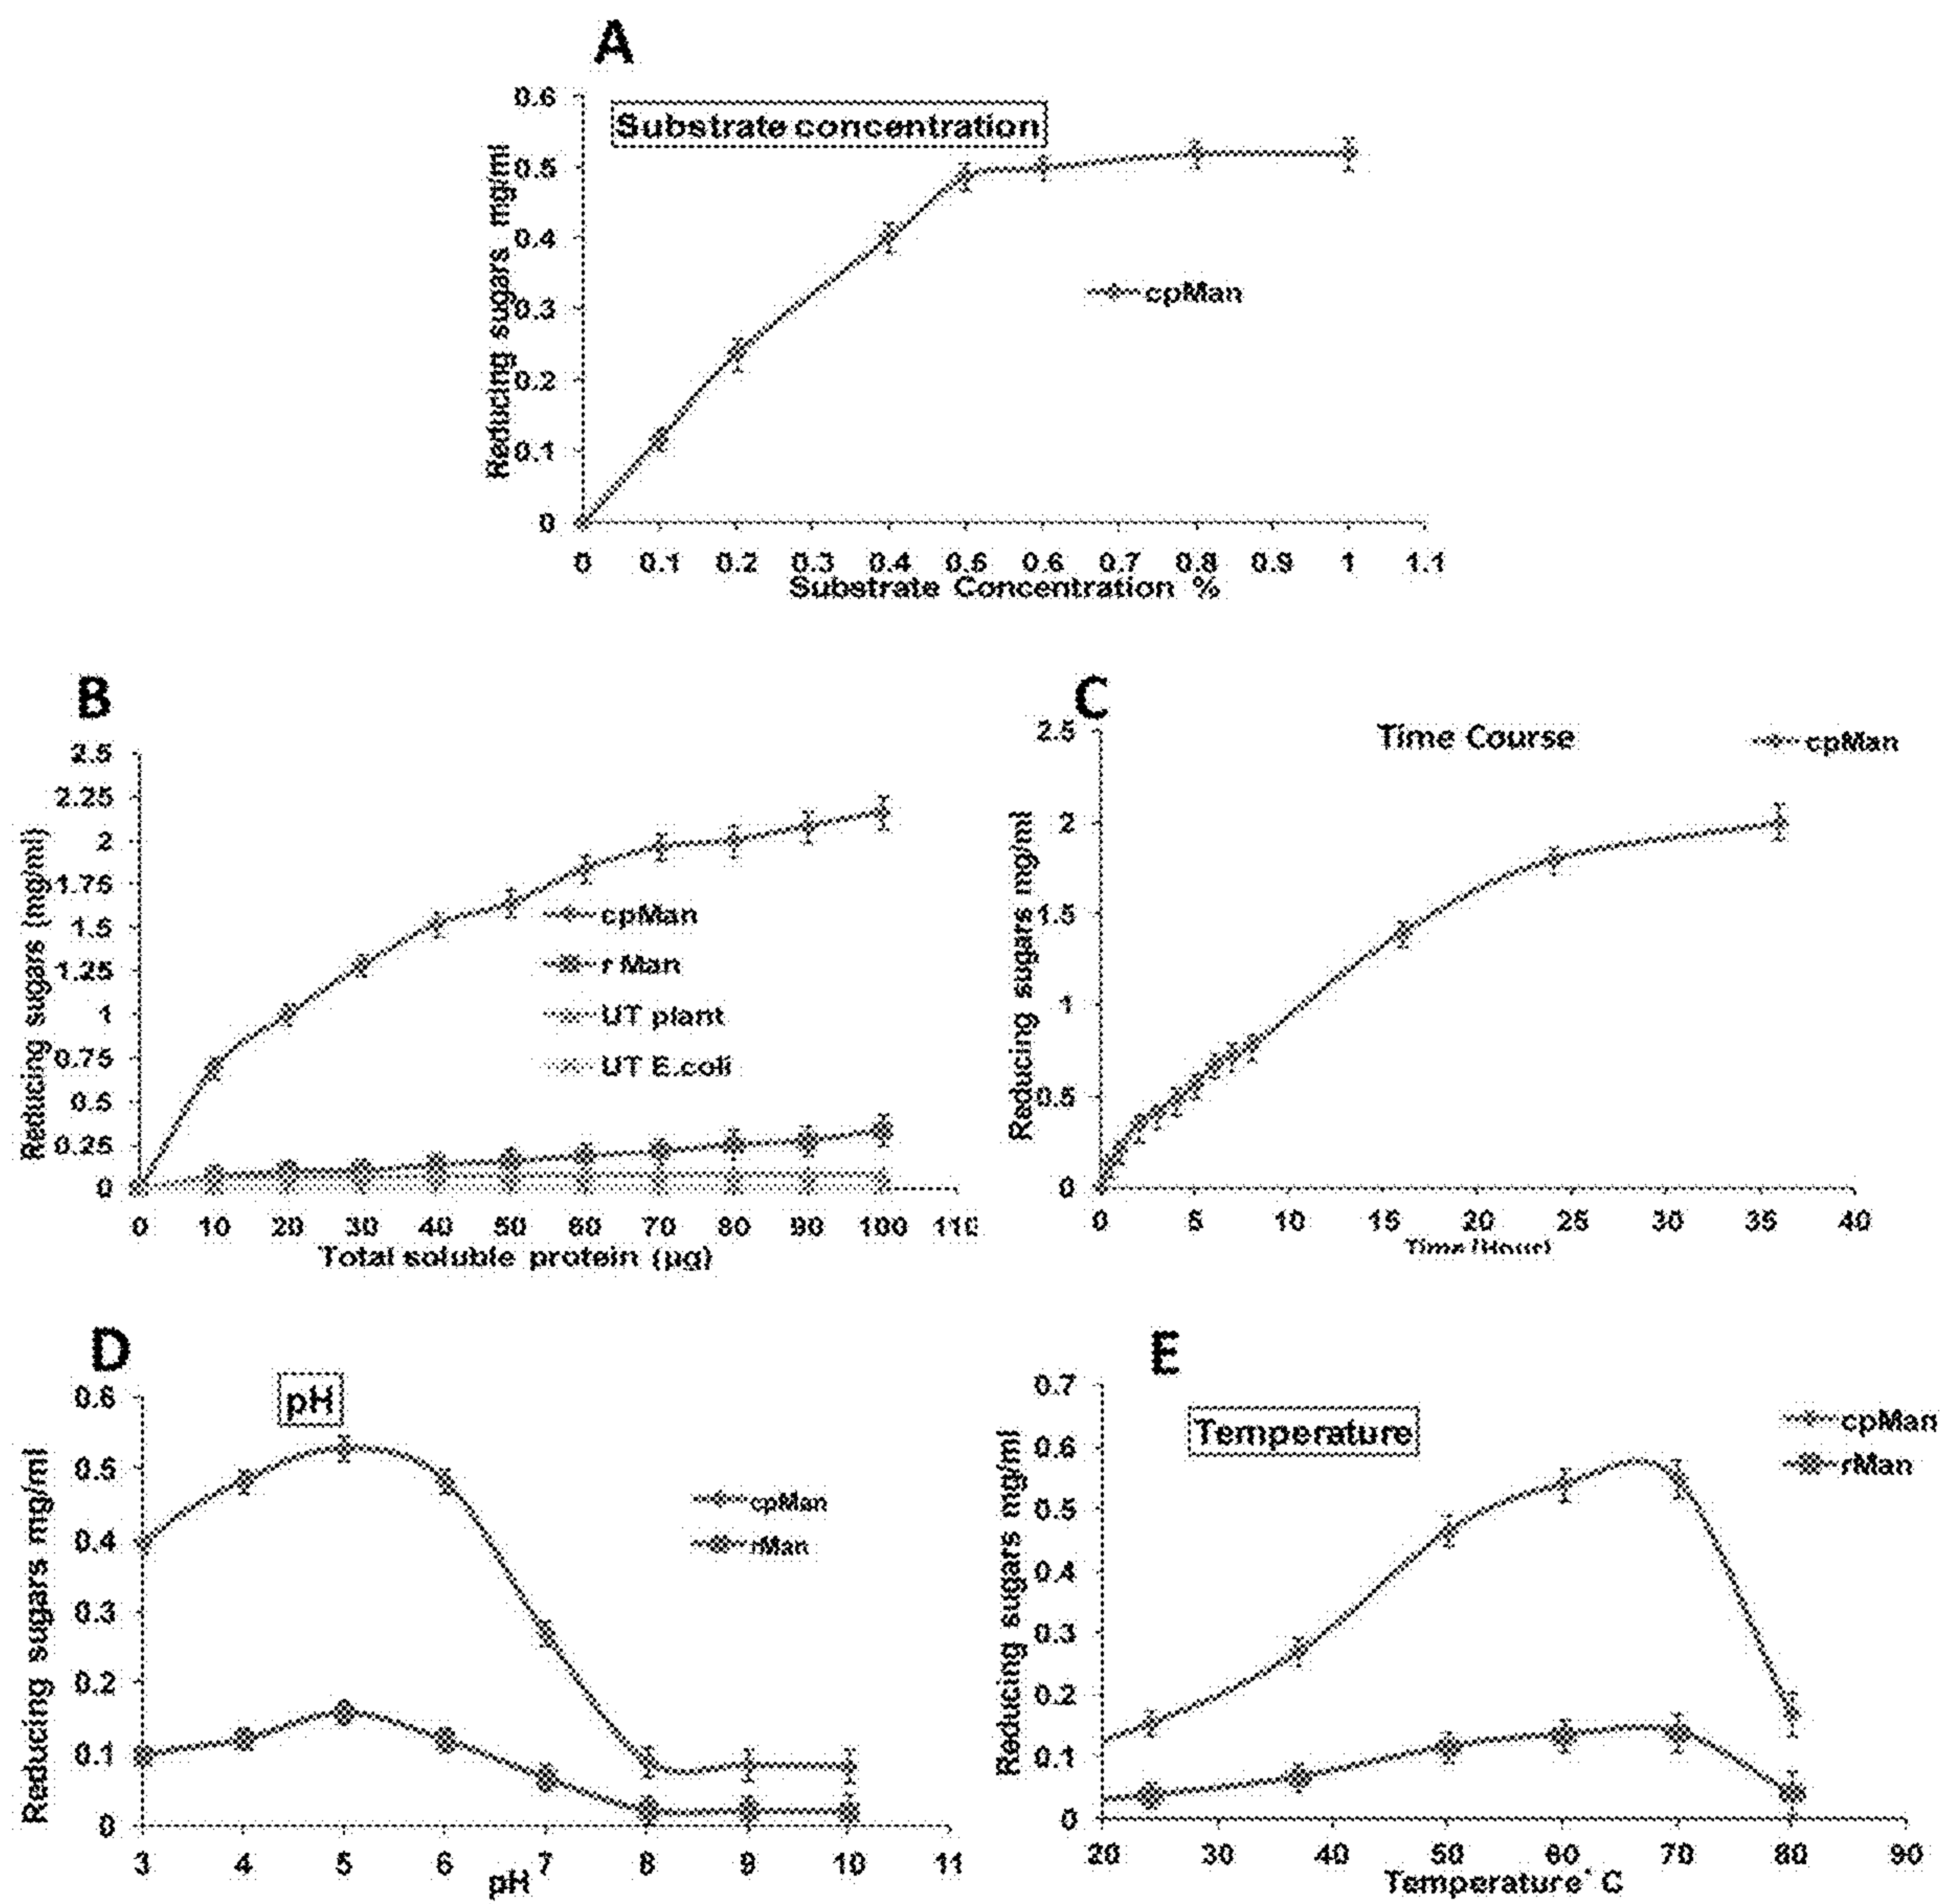 A
Substrate concentration
Reducing sugars mg/ml
0.6
0.5
0.4
0.3
0.2
0.1
0
cpMan
0 0.1 0.2 0.3 0.4 0.5 0.6 0.7 0.8 0.9 1 1.1
Substrate Concentration %
B
Reducing sugars (mg/ml)
2.5
2.25
2
1.75
1.5
1.25
1
0.75
0.5
0.25
0
cpMan
r Man
UT plant
UT E.coli
0 10 20 30 40 50 60 70 80 90 100 110
Total soluble protein (µg)
C
Time Course
cpMan
Reducing sugars mg/ml
2.5
2
1.5
1
0.5
0
0 5 10 15 20 25 30 35 40
Time (Hour)
D
pH
Reducing sugars mg/ml
0.6
0.5
0.4
0.3
0.2
0.1
0
cpMan
rMan
3 4 5 6 7 8 9 10 11
pH
E
Temperature
Reducing sugars mg/ml
0.7
0.6
0.5
0.4
0.3
0.2
0.1
0
cpMan
rMan
20 30 40 50 60 70 80 90
Temperature° C